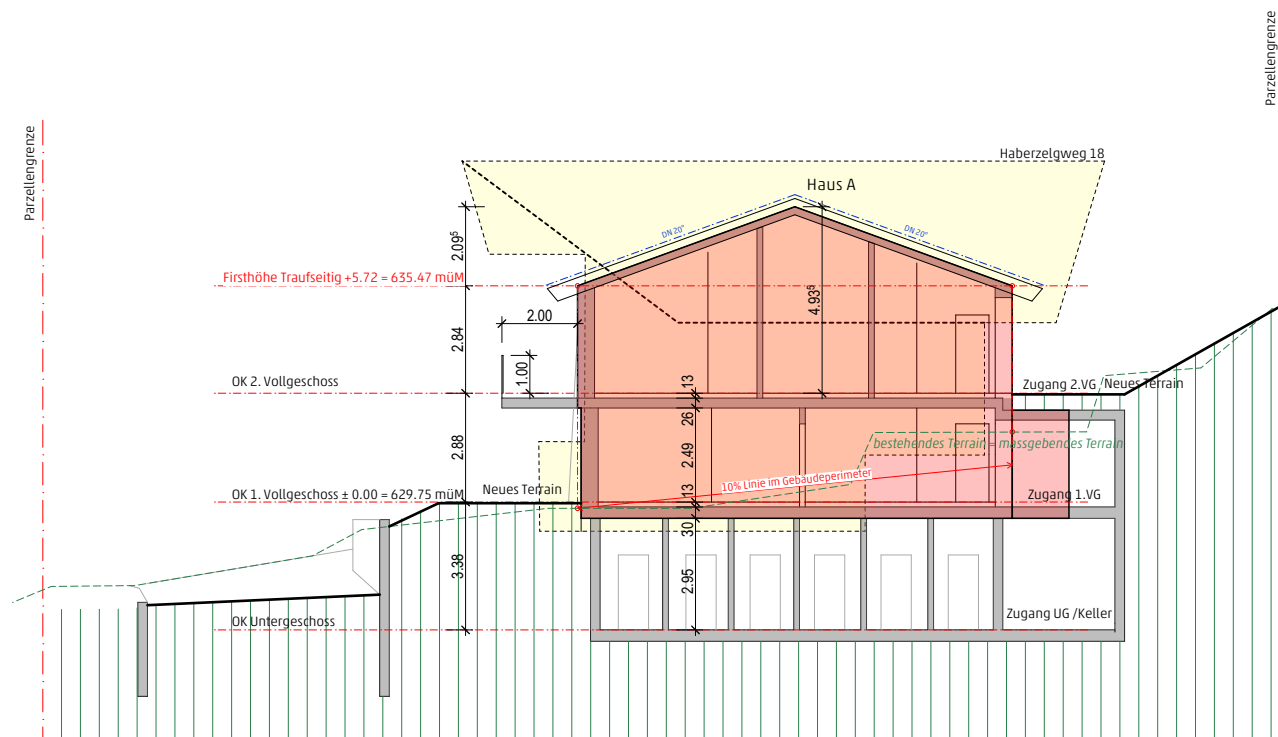 Parzellengrenze
Parzellengrenze
Haberzelgweg 18
Haus A
DN 20°
DN 20°
2.09⁵
Firsthöhe Traufseitig +5.72 = 635.47 müM
4.93⁵
2.00
2.84
1.00
OK 2. Vollgeschoss
13
Zugang 2.VG
Neues Terrain
26
bestehendes Terrain = massgebendes Terrain
2.88
2.49
10% Linie im Gebäudeperimeter
OK 1. Vollgeschoss ± 0.00 = 629.75 müM
Neues Terrain
13
Zugang 1.VG
30
3.38
2.95
OK Untergeschoss
Zugang UG /Keller